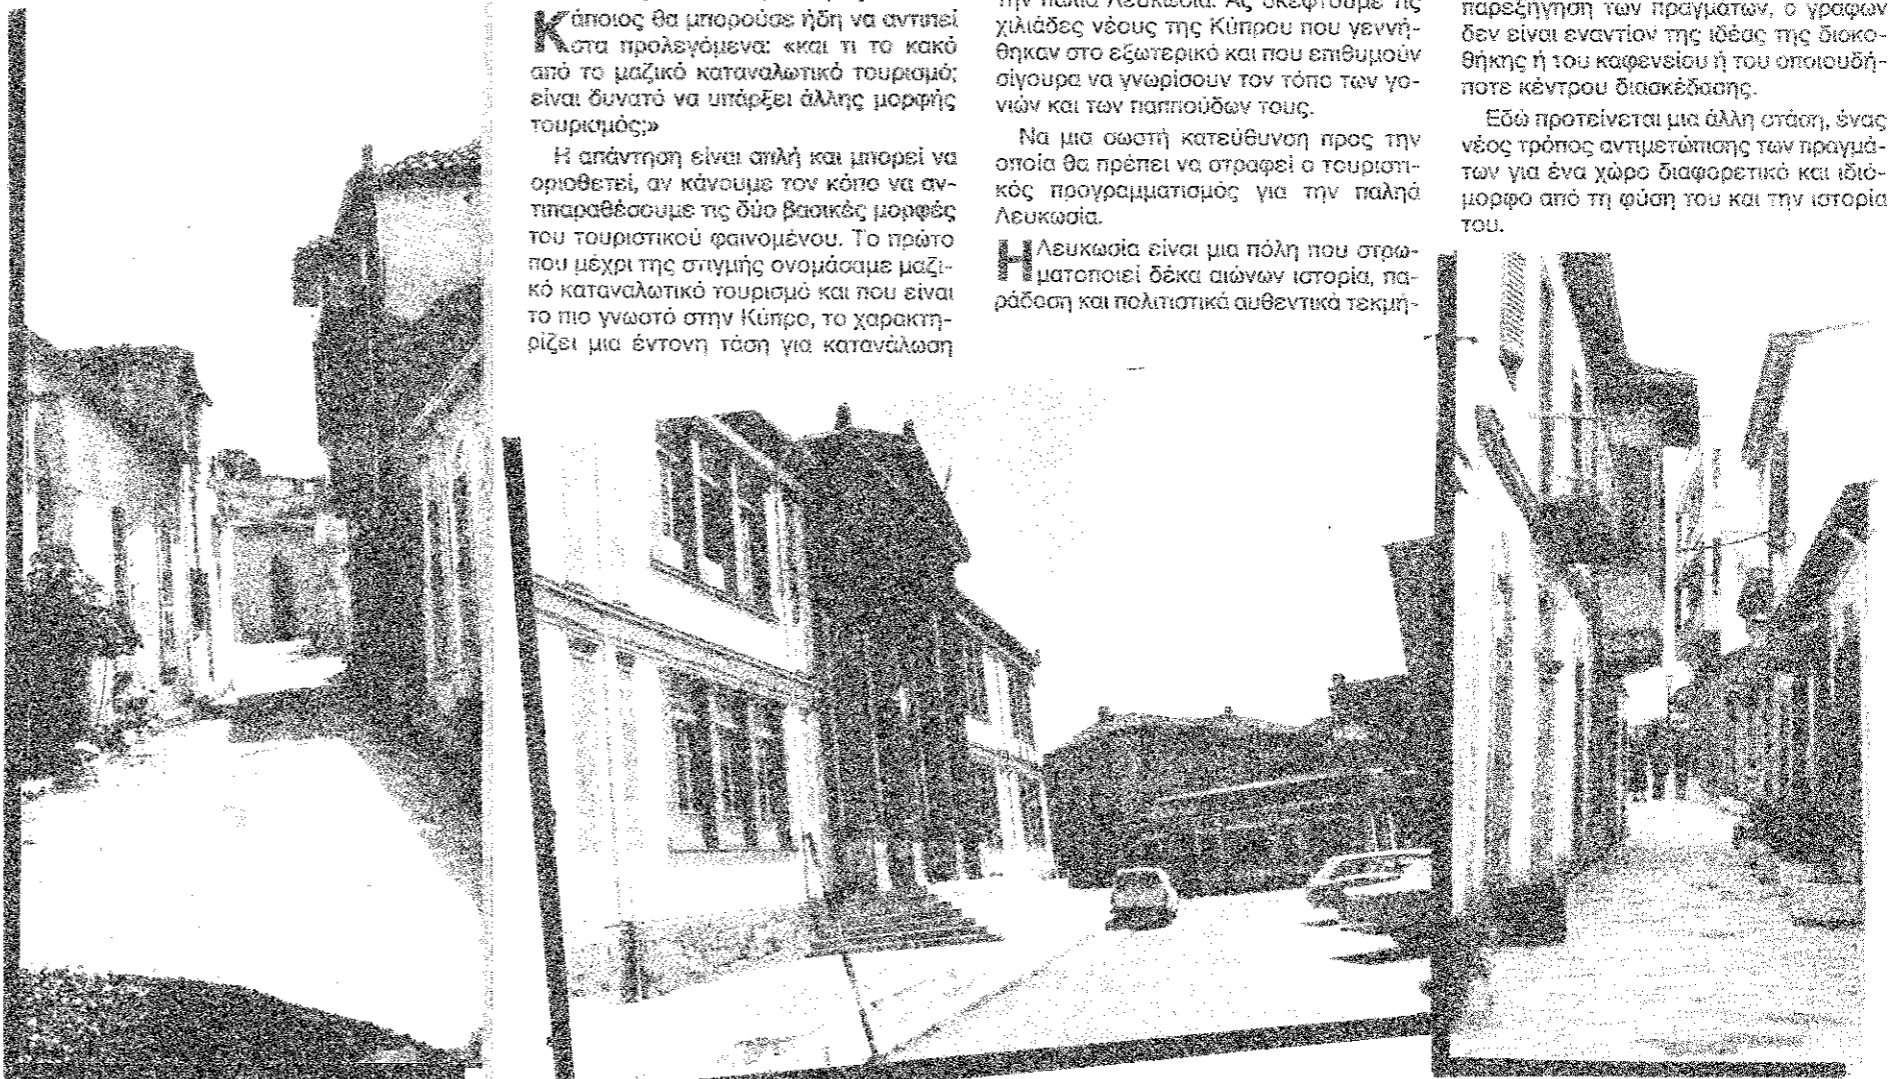 Κάποιος θα μπορούσε ήδη να αντιπεί
στα προλεγόμενα: «και τι το κακό
από το μαζικό καταναλωτικό τουρισμό;
είναι δυνατό να υπάρξει άλλης μορφής
τουρισμός;»
Η απάντηση είναι απλή και μπορεί να
οριοθετεί, αν κάνουμε τον κόπο να αν-
τιπαραθέσουμε τις δύο βασικές μορφές
του τουριστικού φαινομένου. Το πρώτο
που μέχρι της στιγμής ονομάσαμε μαζι-
κό καταναλωτικό τουρισμό και που είναι
το πιο γνωστό στην Κύπρο, το χαρακτη-
ρίζει μια έντονη τάση για κατανάλωση
την παλιά Λευκωσία. Ας σκεφτούμε τις
χιλιάδες νέους της Κύπρου που γεννή-
θηκαν στο εξωτερικό και που επιθυμούν
σίγουρα να γνωρίσουν τον τόπο των γο-
νιών και των παππούδων τους.
Να μια σωστή κατεύθυνση προς την
οποία θα πρέπει να στραφεί ο τουριστι-
κός προγραμματισμός για την παληά
Λευκωσία.
Η Λευκωσία είναι μια πόλη που στρω-
ματοποιεί δέκα αιώνων ιστορία, πα-
ράδοση και πολιτιστικά αυθεντικά τεκμή-
παρεξήγηση των πραγμάτων, ο γράφων
δεν είναι εναντίον της ιδέας της δισκο-
θήκης ή του καφενείου ή του οποιουδή-
ποτε κέντρου διασκέδασης.
Εδώ προτείνεται μια άλλη στάση, ένας
νέος τρόπος αντιμετώπισης των πραγμά-
των για ένα χώρο διαφορετικό και ιδιό-
μορφο από τη φύση του και την ιστορία
του.